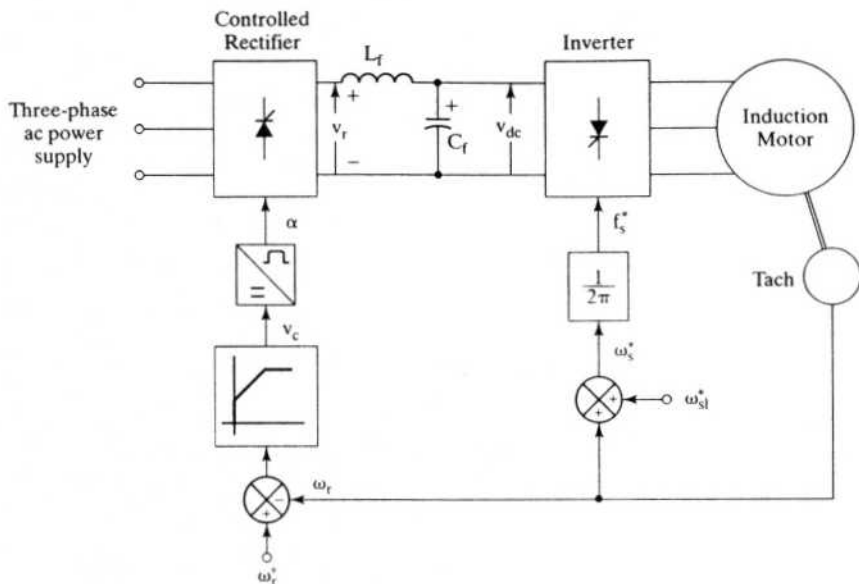 Controlled
Rectifier
Inverter
Three-phase
ac power
supply
L_f
+
v_r
−
+
C_f
v_dc
Induction
Motor
α
f_s*
=
1
2π
Tach
v_c
ω_s*
+
+
ω_sl*
ω_r
−
+
ω_r*